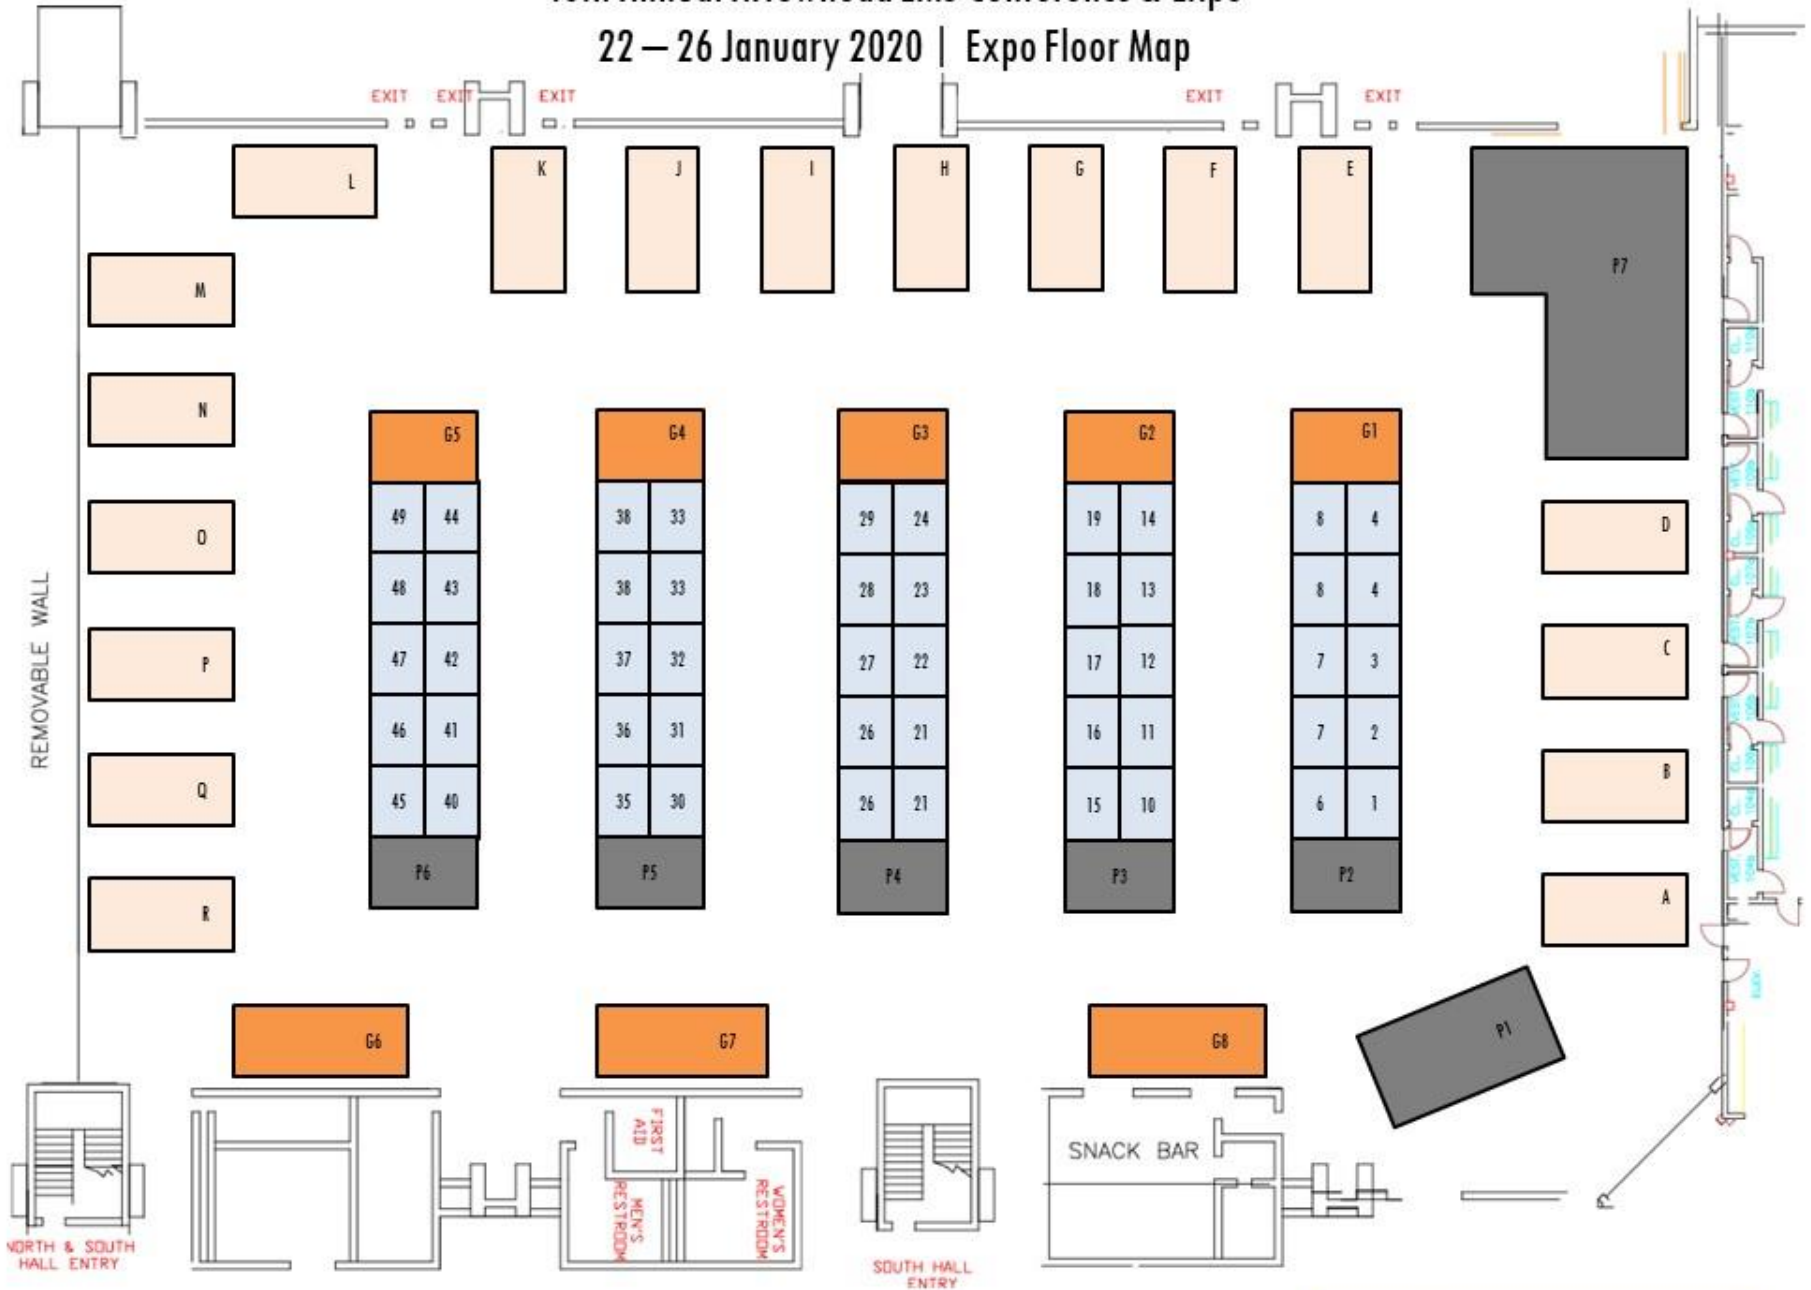 22 – 26 January 2020 | Expo Floor Map
EXIT EXIT EXIT EXIT EXIT
L K J I H G F E
P7
M
N
G5 G4 G3 G2 G1
49 44 38 33 29 24 19 14 8 4
D
O
48 43 38 33 28 23 18 13 8 4
REMOVABLE WALL
P
47 42 37 32 27 22 17 12 7 3
C
46 41 36 31 26 21 16 11 7 2
Q
45 40 35 30 26 21 15 10 6 1
B
P6 P5 P4 P3 P2
R
A
G6 G7 G8 P1
FIRST
AID
SNACK BAR
MEN'S
RESTROOM
WOMEN'S
RESTROOM
NORTH & SOUTH
HALL ENTRY
SOUTH HALL
ENTRY